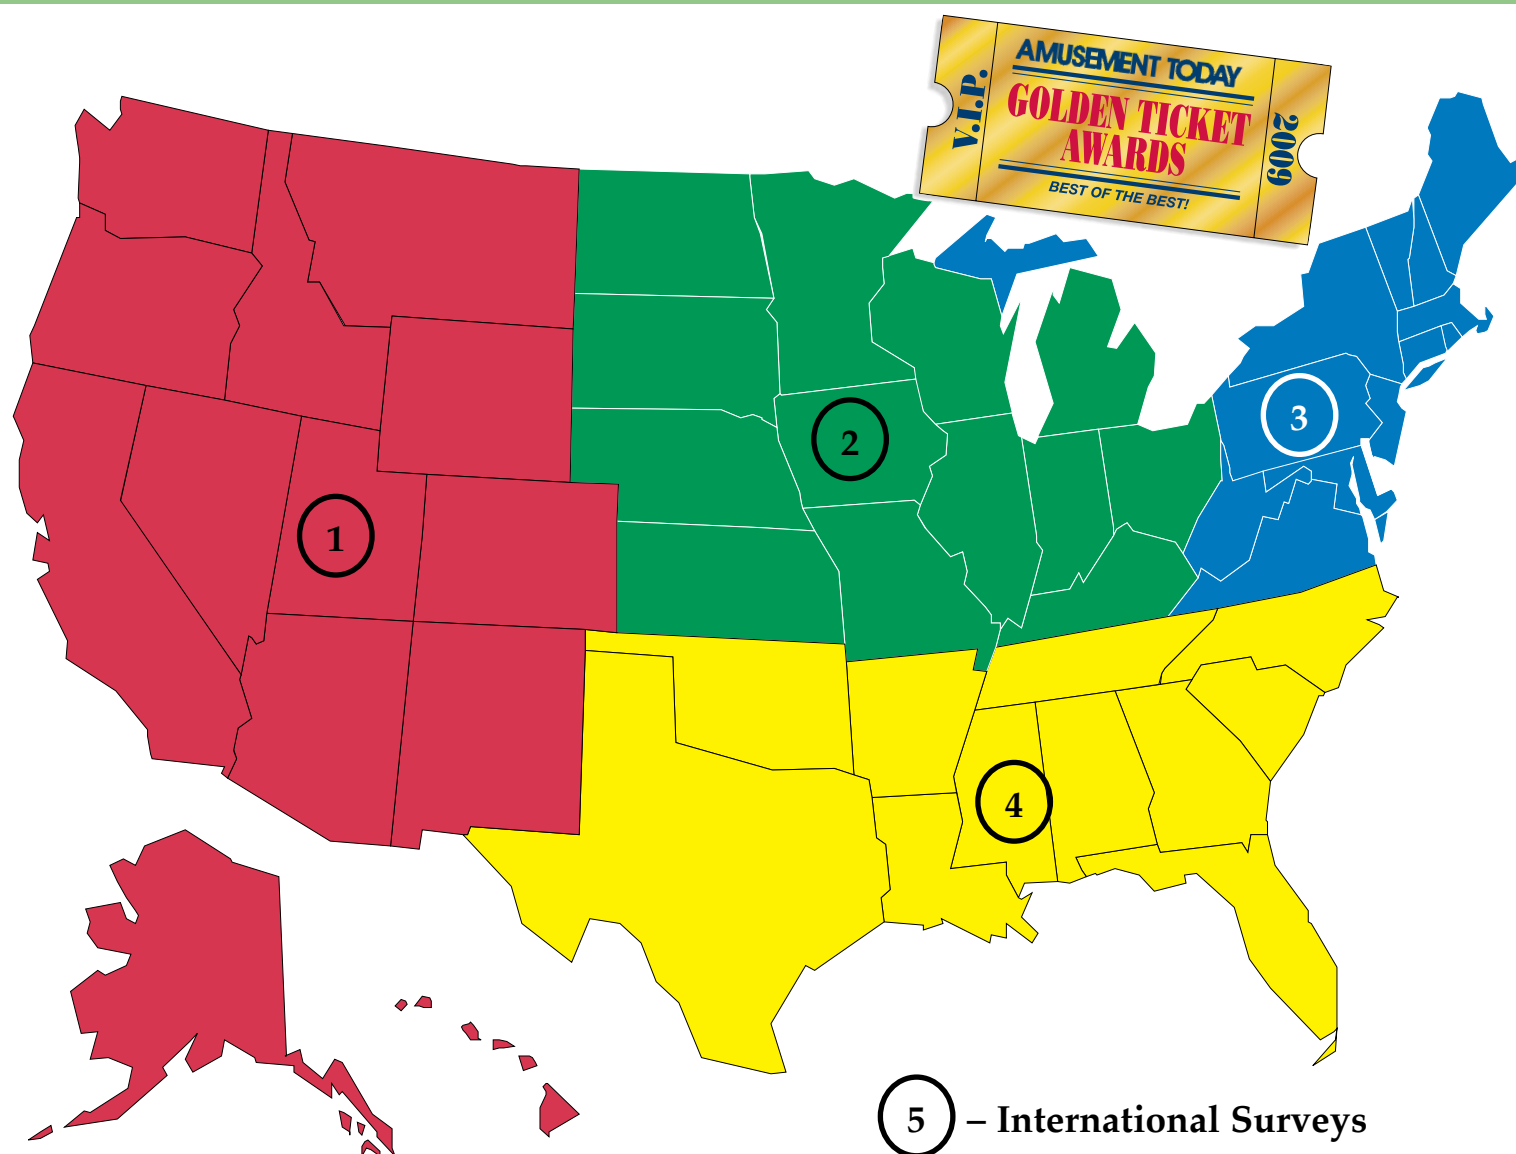 AMUSEMENT TODAY
V.I.P.
GOLDEN TICKET
AWARDS
2009
BEST OF THE BEST!
3
2
1
4
5 – International Surveys